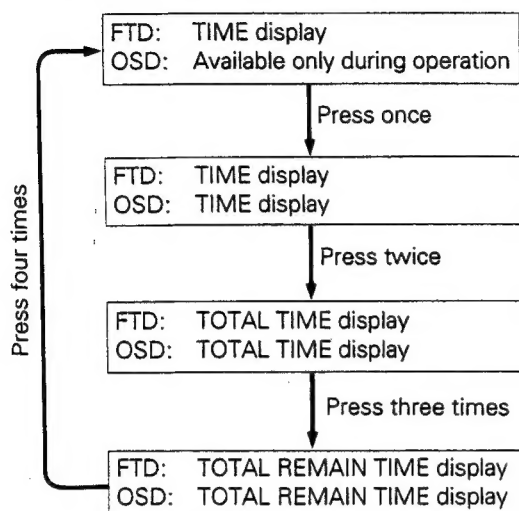 FTD: TIME display
OSD: Available only during operation
Press once
FTD: TIME display
OSD: TIME display
Press twice
FTD: TOTAL TIME display
OSD: TOTAL TIME display
Press three times
FTD: TOTAL REMAIN TIME display
OSD: TOTAL REMAIN TIME display
Press four times